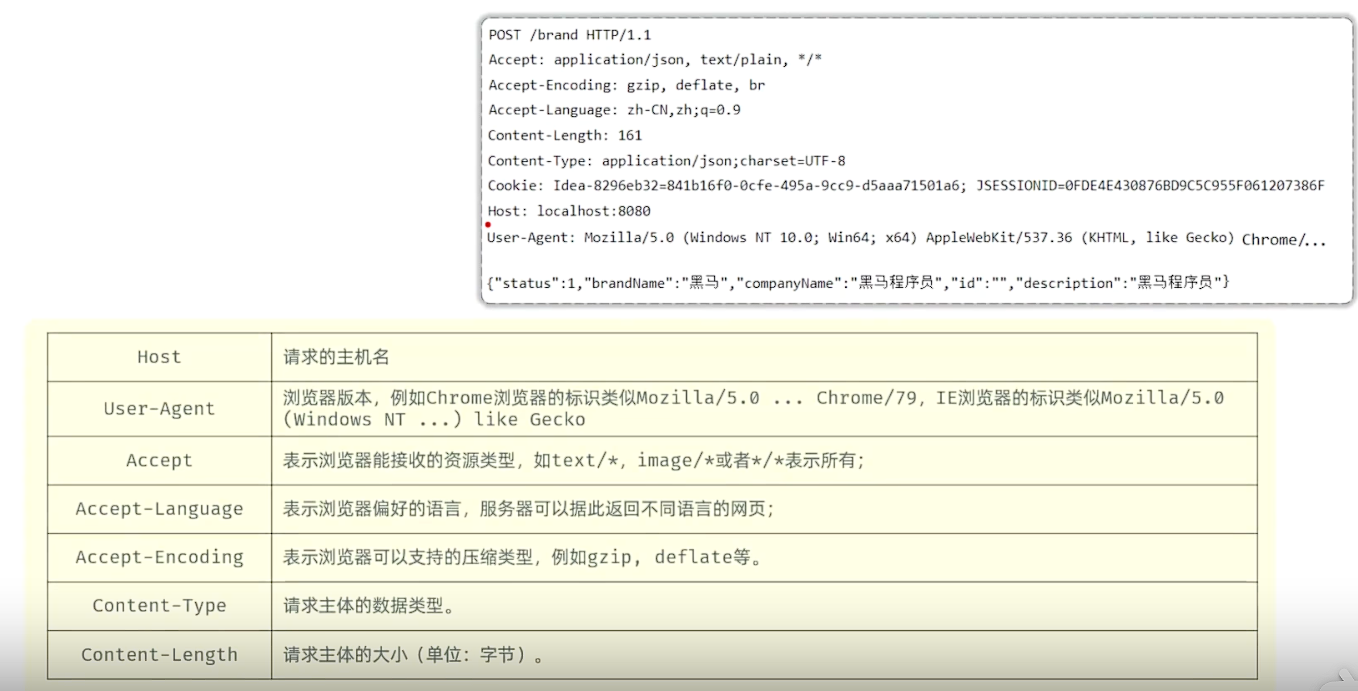 POST /brand HTTP/1.1
Accept: application/json, text/plain, */*
Accept-Encoding: gzip, deflate, br
Accept-Language: zh-CN,zh;q=0.9
Content-Length: 161
Content-Type: application/json;charset=UTF-8
Cookie: Idea-8296eb32=841b16f0-0cfe-495a-9cc9-d5aaa71501a6; JSESSIONID=0FDE4E430876BD9C5C955F061207386F
Host: localhost:8080
User-Agent: Mozilla/5.0 (Windows NT 10.0; Win64; x64) AppleWebKit/537.36 (KHTML, like Gecko) Chrome/...
{"status":1,"brandName":"黑马","companyName":"黑马程序员","id":"","description":"黑马程序员"}
Host 请求的主机名
User-Agent 浏览器版本，例如Chrome浏览器的标识类似Mozilla/5.0 ... Chrome/79，IE浏览器的标识类似Mozilla/5.0
(Windows NT ...) like Gecko
Accept 表示浏览器能接收的资源类型，如text/*，image/*或者*/*表示所有；
Accept-Language 表示浏览器偏好的语言，服务器可以据此返回不同语言的网页；
Accept-Encoding 表示浏览器可以支持的压缩类型，例如gzip, deflate等。
Content-Type 请求主体的数据类型。
Content-Length 请求主体的大小（单位：字节）。